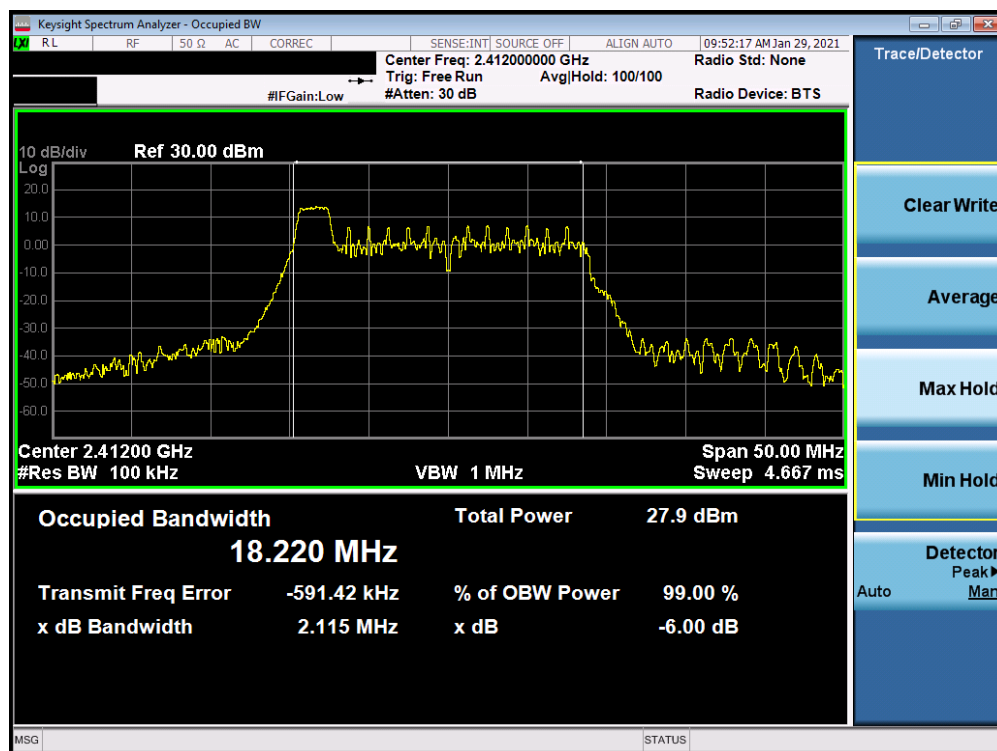 Keysight Spectrum Analyzer - Occupied BW
LXI RL RF 50 Ω AC CORREC SENSE:INT SOURCE OFF ALIGN AUTO 09:52:17 AM Jan 29, 2021
Center Freq: 2.412000000 GHz Radio Std: None
Trig: Free Run Avg|Hold: 100/100
#IFGain:Low #Atten: 30 dB Radio Device: BTS
10 dB/div Ref 30.00 dBm
Log
20.0
10.0
0.00
-10.0
-20.0
-30.0
-40.0
-50.0
-60.0
Center 2.41200 GHz Span 50.00 MHz
#Res BW 100 kHz VBW 1 MHz Sweep 4.667 ms
Occupied Bandwidth Total Power 27.9 dBm
18.220 MHz
Transmit Freq Error -591.42 kHz % of OBW Power 99.00 %
x dB Bandwidth 2.115 MHz x dB -6.00 dB
MSG STATUS
Trace/Detector
Clear Write
Average
Max Hold
Min Hold
Detector
Peak▶
Auto Man